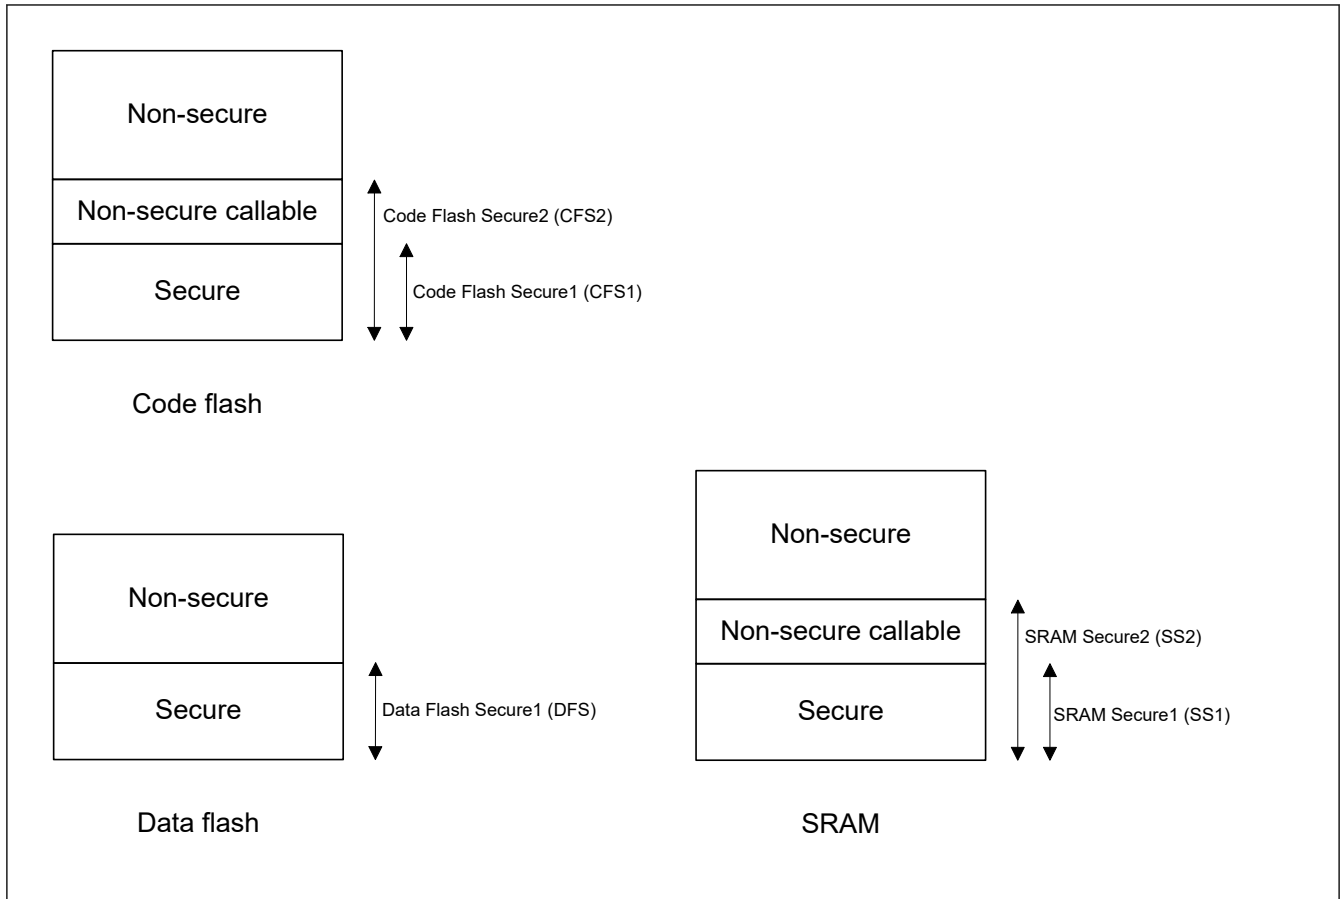 Non-secure
Non-secure callable
Code Flash Secure2 (CFS2)
Secure
Code Flash Secure1 (CFS1)
Code flash
Non-secure
Secure
Data Flash Secure1 (DFS)
Data flash
Non-secure
Non-secure callable
SRAM Secure2 (SS2)
Secure
SRAM Secure1 (SS1)
SRAM